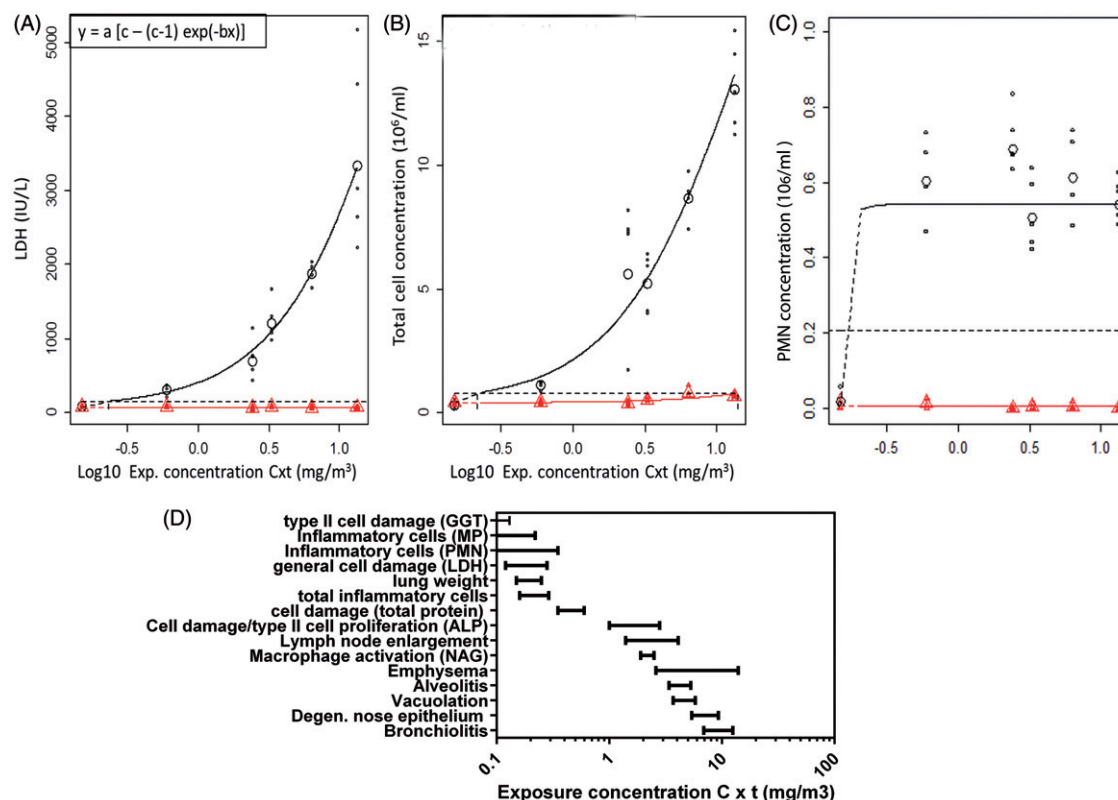 (A)
y = a [c – (c-1) exp(-bx)]
LDH (IU/L)
0 1000 2000 3000 4000 5000
-0.5 0.0 0.5 1.0
Log10 Exp. concentration Cxt (mg/m³)
(B)
Total cell concentration (10⁶/ml)
0 5 10 15
-0.5 0.0 0.5 1.0
Log10 Exp. concentration Cxt (mg/m³)
(C)
PMN concentration (106/ml)
0.0 0.2 0.4 0.6 0.8 1.0
-0.5 0.0 0.5 1.0
(D)
type II cell damage (GGT)
Inflammatory cells (MP)
Inflammatory cells (PMN)
general cell damage (LDH)
lung weight
total inflammatory cells
cell damage (total protein)
Cell damage/type II cell proliferation (ALP)
Lymph node enlargement
Macrophage activation (NAG)
Emphysema
Alveolitis
Vacuolation
Degen. nose epithelium
Bronchiolitis
0.1 1 10 100
Exposure concentration C x t (mg/m3)